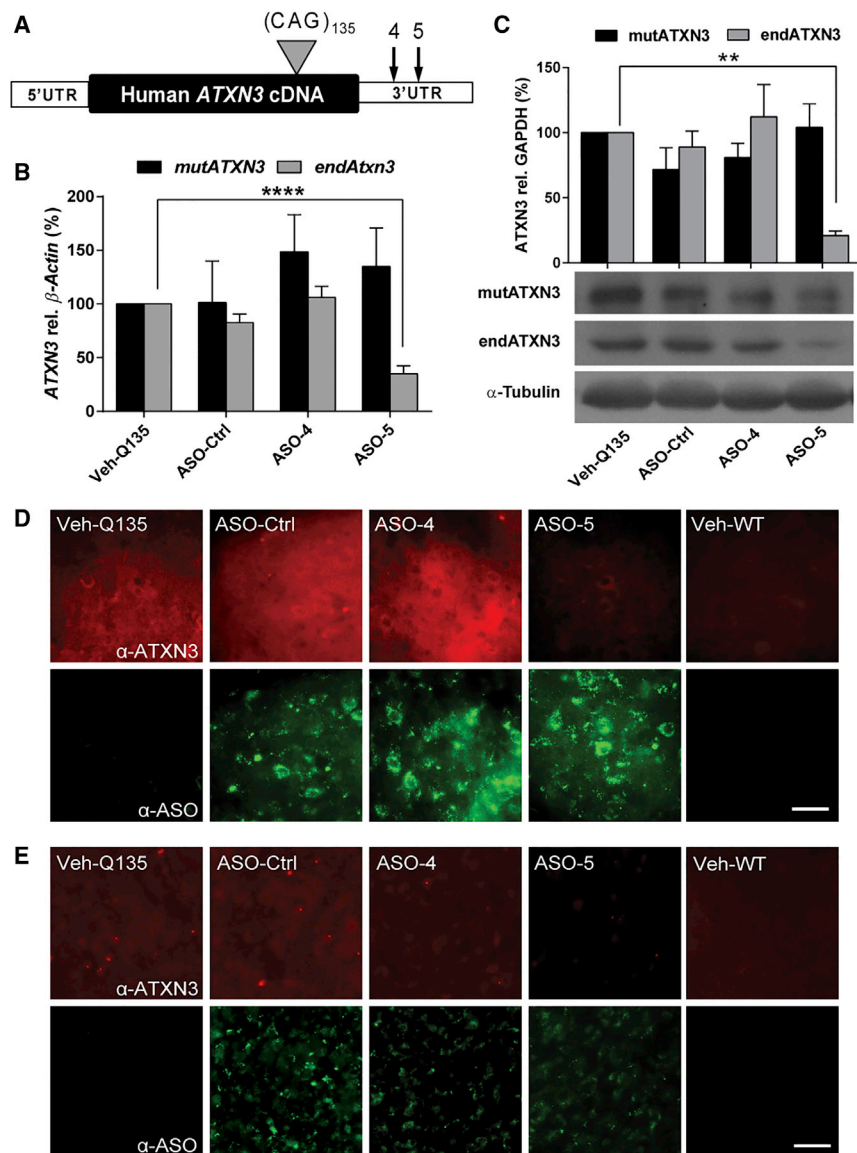 A
(CAG)135
4 5
5'UTR
Human ATXN3 cDNA
3'UTR
B
mutATXN3 endAtxn3
****
ATXN3 rel. β-Actin (%)
200
150
100
50
0
Veh-Q135
ASO-Ctrl
ASO-4
ASO-5
C
mutATXN3 endATXN3
**
ATXN3 rel. GAPDH (%)
150
100
50
0
mutATXN3
endATXN3
α-Tubulin
Veh-Q135
ASO-Ctrl
ASO-4
ASO-5
D
Veh-Q135 ASO-Ctrl ASO-4 ASO-5 Veh-WT
α-ATXN3
α-ASO
E
Veh-Q135 ASO-Ctrl ASO-4 ASO-5 Veh-WT
α-ATXN3
α-ASO